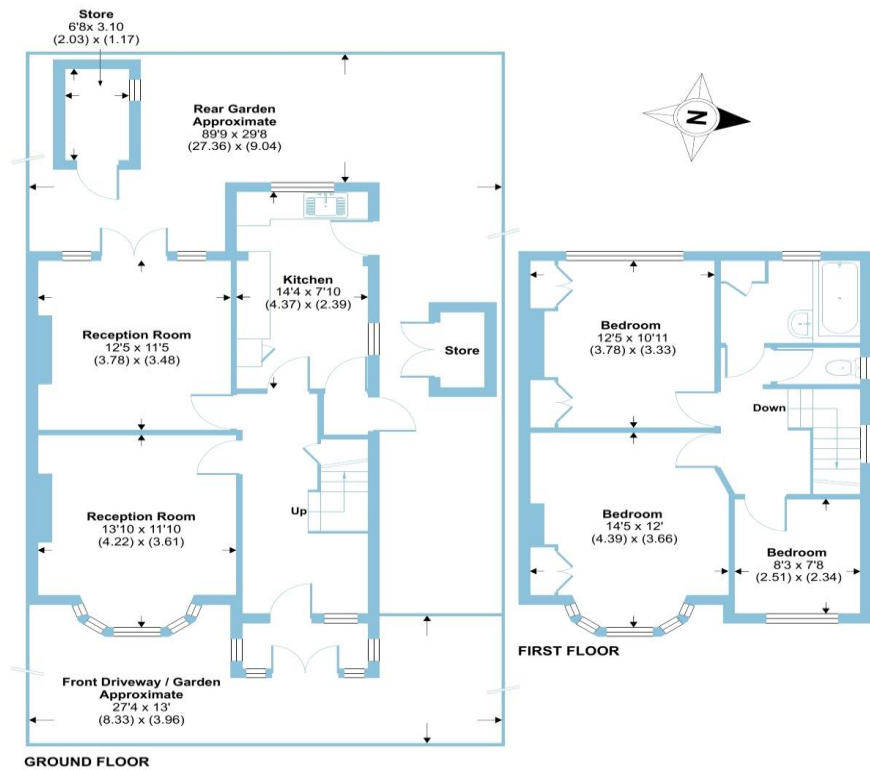 Store
6'8x 3.10
(2.03) x (1.17)
Rear Garden
Approximate
89'9 x 29'8
(27.36) x (9.04)
N
Kitchen
14'4 x 7'10
(4.37) x (2.39)
Reception Room
12'5 x 11'5
(3.78) x (3.48)
Store
Bedroom
12'5 x 10'11
(3.78) x (3.33)
Down
Reception Room
13'10 x 11'10
(4.22) x (3.61)
Up
Bedroom
14'5 x 12'
(4.39) x (3.66)
Bedroom
8'3 x 7'8
(2.51) x (2.34)
FIRST FLOOR
Front Driveway / Garden
Approximate
27'4 x 13'
(8.33) x (3.96)
GROUND FLOOR